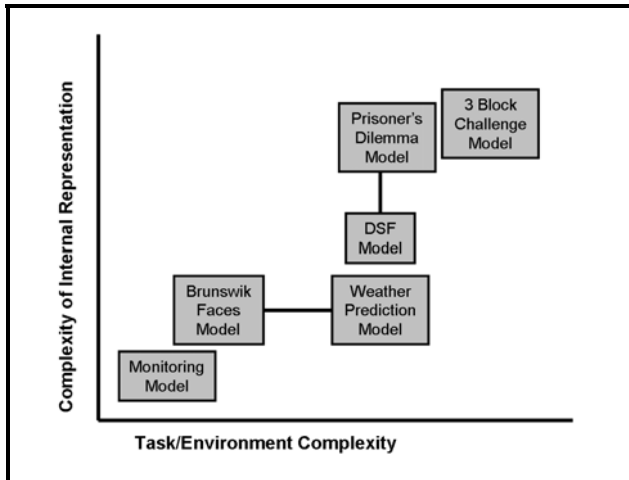 Complexity of Internal Representation
Prisoner's
Dilemma
Model
3 Block
Challenge
Model
DSF
Model
Brunswik
Faces
Model
Weather
Prediction
Model
Monitoring
Model
Task/Environment Complexity